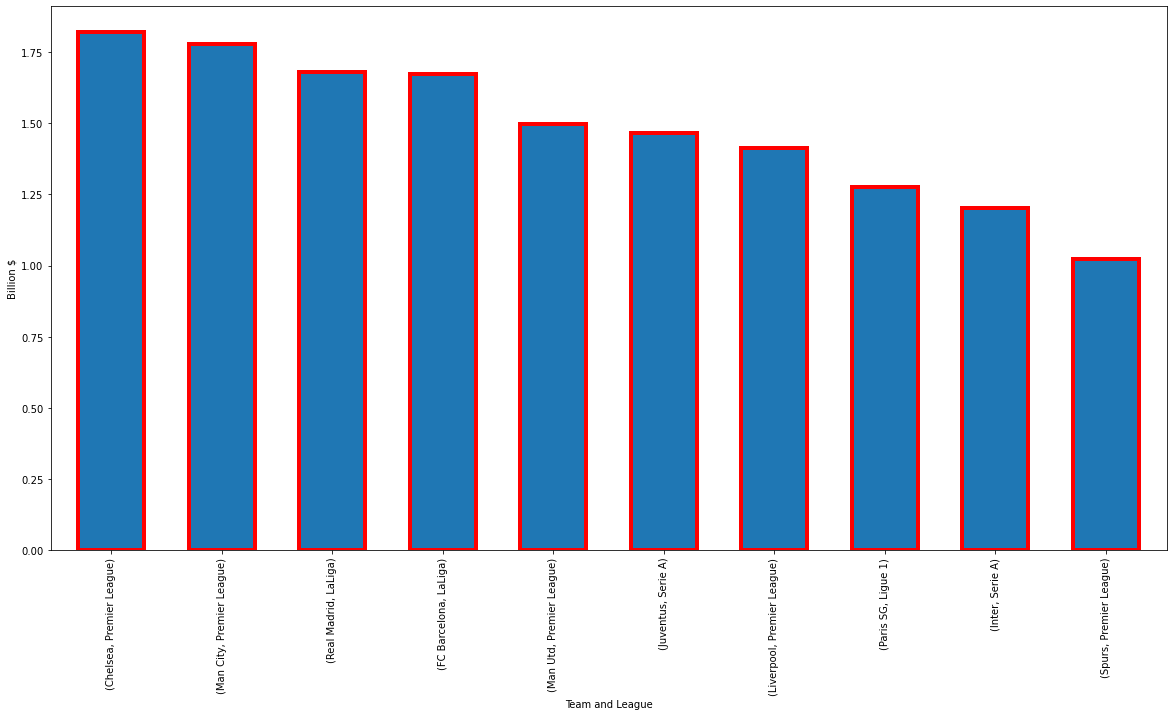 1.75
1.50
1.25
1.00
0.75
0.50
0.25
0.00
Billion $
(Chelsea, Premier League)
(Man City, Premier League)
(Real Madrid, LaLiga)
(FC Barcelona, LaLiga)
(Man Utd, Premier League)
(Juventus, Serie A)
(Liverpool, Premier League)
(Paris SG, Ligue 1)
(Inter, Serie A)
(Spurs, Premier League)
Team and League